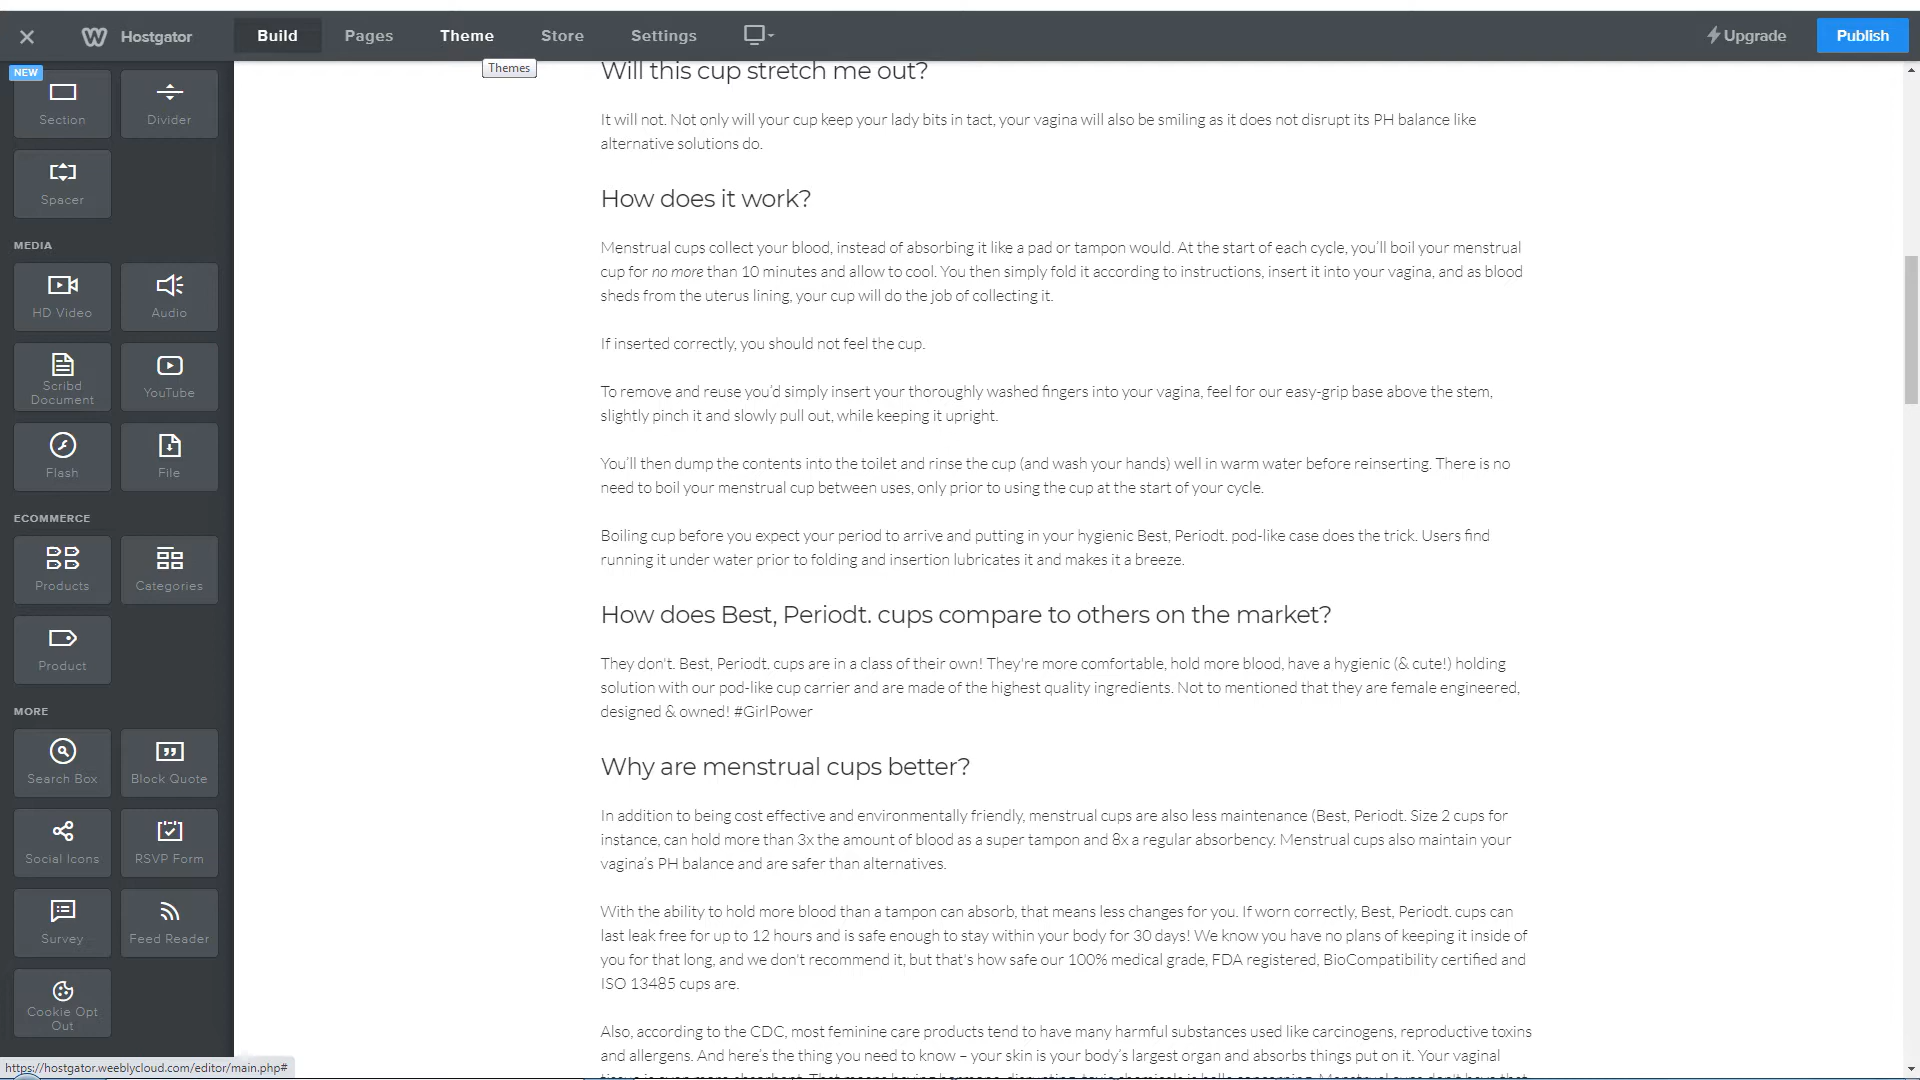 Hostgator
Build
Pages
Theme
Store
Settings
Upgrade
Publish
Themes
NEW
Section
Divider
Spacer
MEDIA
HD Video
Audio
Scribd
Document
YouTube
Flash
File
ECOMMERCE
Products
Categories
Product
MORE
Search Box
Block Quote
Social Icons
RSVP Form
Survey
Feed Reader
Cookie Opt
Out
https://hostgator.weeblycloud.com/editor/main.php#
Will this cup stretch me out?
It will not. Not only will your cup keep your lady bits in tact, your vagina will also be smiling as it does not disrupt its PH balance like
alternative solutions do.
How does it work?
Menstrual cups collect your blood, instead of absorbing it like a pad or tampon would. At the start of each cycle, you'll boil your menstrual
cup for no more than 10 minutes and allow to cool. You then simply fold it according to instructions, insert it into your vagina, and as blood
sheds from the uterus lining, your cup will do the job of collecting it.
If inserted correctly, you should not feel the cup.
To remove and reuse you'd simply insert your thoroughly washed fingers into your vagina, feel for our easy-grip base above the stem,
slightly pinch it and slowly pull out, while keeping it upright.
You'll then dump the contents into the toilet and rinse the cup (and wash your hands) well in warm water before reinserting. There is no
need to boil your menstrual cup between uses, only prior to using the cup at the start of your cycle.
Boiling cup before you expect your period to arrive and putting in your hygienic Best, Periodt. pod-like case does the trick. Users find
running it under water prior to folding and insertion lubricates it and makes it a breeze.
How does Best, Periodt. cups compare to others on the market?
They don't. Best, Periodt. cups are in a class of their own! They're more comfortable, hold more blood, have a hygienic (& cute!) holding
solution with our pod-like cup carrier and are made of the highest quality ingredients. Not to mentioned that they are female engineered,
designed & owned! #GirlPower
Why are menstrual cups better?
In addition to being cost effective and environmentally friendly, menstrual cups are also less maintenance (Best, Periodt. Size 2 cups for
instance, can hold more than 3x the amount of blood as a super tampon and 8x a regular absorbency. Menstrual cups also maintain your
vagina's PH balance and are safer than alternatives.
With the ability to hold more blood than a tampon can absorb, that means less changes for you. If worn correctly, Best, Periodt. cups can
last leak free for up to 12 hours and is safe enough to stay within your body for 30 days! We know you have no plans of keeping it inside of
you for that long, and we don't recommend it, but that's how safe our 100% medical grade, FDA registered, BioCompatibility certified and
ISO 13485 cups are.
Also, according to the CDC, most feminine care products tend to have many harmful substances used like carcinogens, reproductive toxins
and allergens. And here's the thing you need to know – your skin is your body's largest organ and absorbs things put on it. Your vaginal